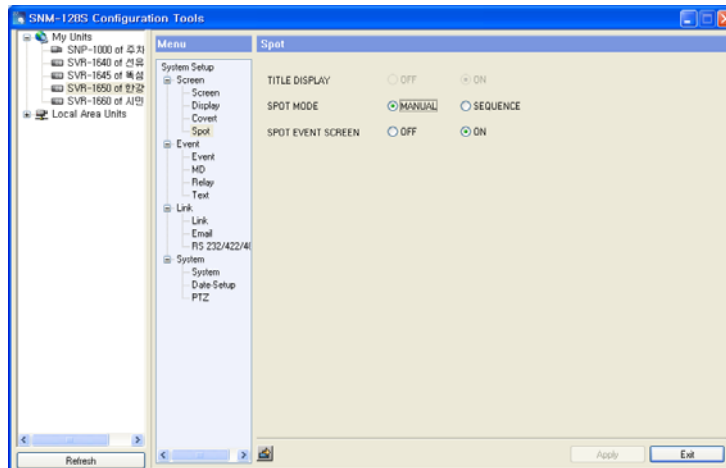 SNM-128S Configuration Tools
My Units
SNP-1000 of 주차
SVR-1640 of 선유
SVR-1645 of 뚝섬
SVR-1650 of 한강
SVR-1660 of 시민
Local Area Units
Refresh
Menu
System Setup
Screen
Screen
Display
Covert
Spot
Event
Event
MD
Relay
Text
Link
Link
Email
RS 232/422/48
System
System
Date-Setup
PTZ
Spot
TITLE DISPLAY OFF ON
SPOT MODE MANUAL SEQUENCE
SPOT EVENT SCREEN OFF ON
Apply Exit